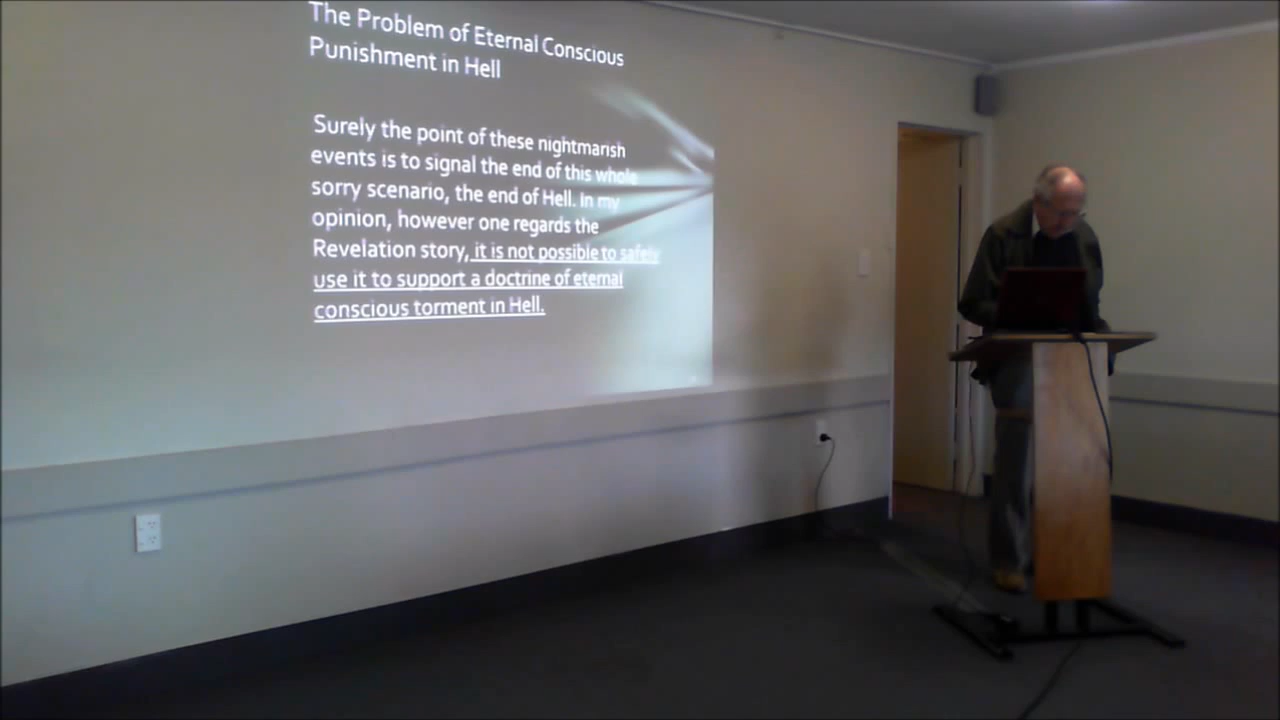 The Problem of Eternal Conscious
Punishment in Hell
Surely the point of these nightmarish
events is to signal the end of this whole
sorry scenario, the end of Hell. In my
opinion, however one regards the
Revelation story, it is not possible to safely
use it to support a doctrine of eternal
conscious torment in Hell.